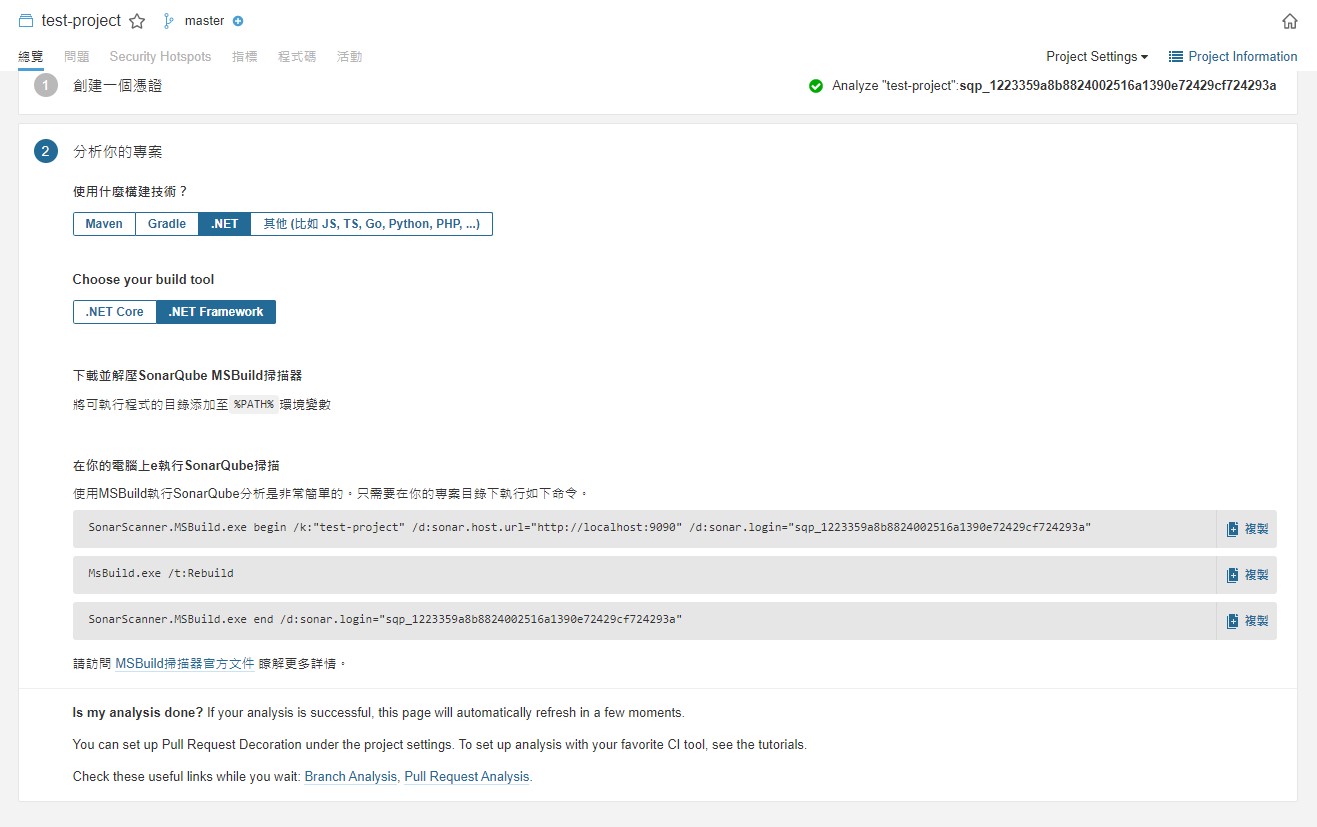 test-project master
總覽 問題 Security Hotspots 指標 程式碼 活動 Project Settings Project Information
1 創建一個憑證 Analyze "test-project":sqp_1223359a8b8824002516a1390e72429cf724293a
2 分析你的專案
使用什麼構建技術？
Maven Gradle .NET 其他 (比如 JS, TS, Go, Python, PHP, ...)
Choose your build tool
.NET Core .NET Framework
下載並解壓SonarQube MSBuild掃描器
將可執行程式的目錄添加至 %PATH% 環境變數
在你的電腦上e執行SonarQube掃描
使用MSBuild執行SonarQube分析是非常簡單的。只需要在你的專案目錄下執行如下命令。
SonarScanner.MSBuild.exe begin /k:"test-project" /d:sonar.host.url="http://localhost:9090" /d:sonar.login="sqp_1223359a8b8824002516a1390e72429cf724293a" 複製
MsBuild.exe /t:Rebuild 複製
SonarScanner.MSBuild.exe end /d:sonar.login="sqp_1223359a8b8824002516a1390e72429cf724293a" 複製
請訪問 MSBuild掃描器官方文件 瞭解更多詳情。
Is my analysis done? If your analysis is successful, this page will automatically refresh in a few moments.
You can set up Pull Request Decoration under the project settings. To set up analysis with your favorite CI tool, see the tutorials.
Check these useful links while you wait: Branch Analysis, Pull Request Analysis.